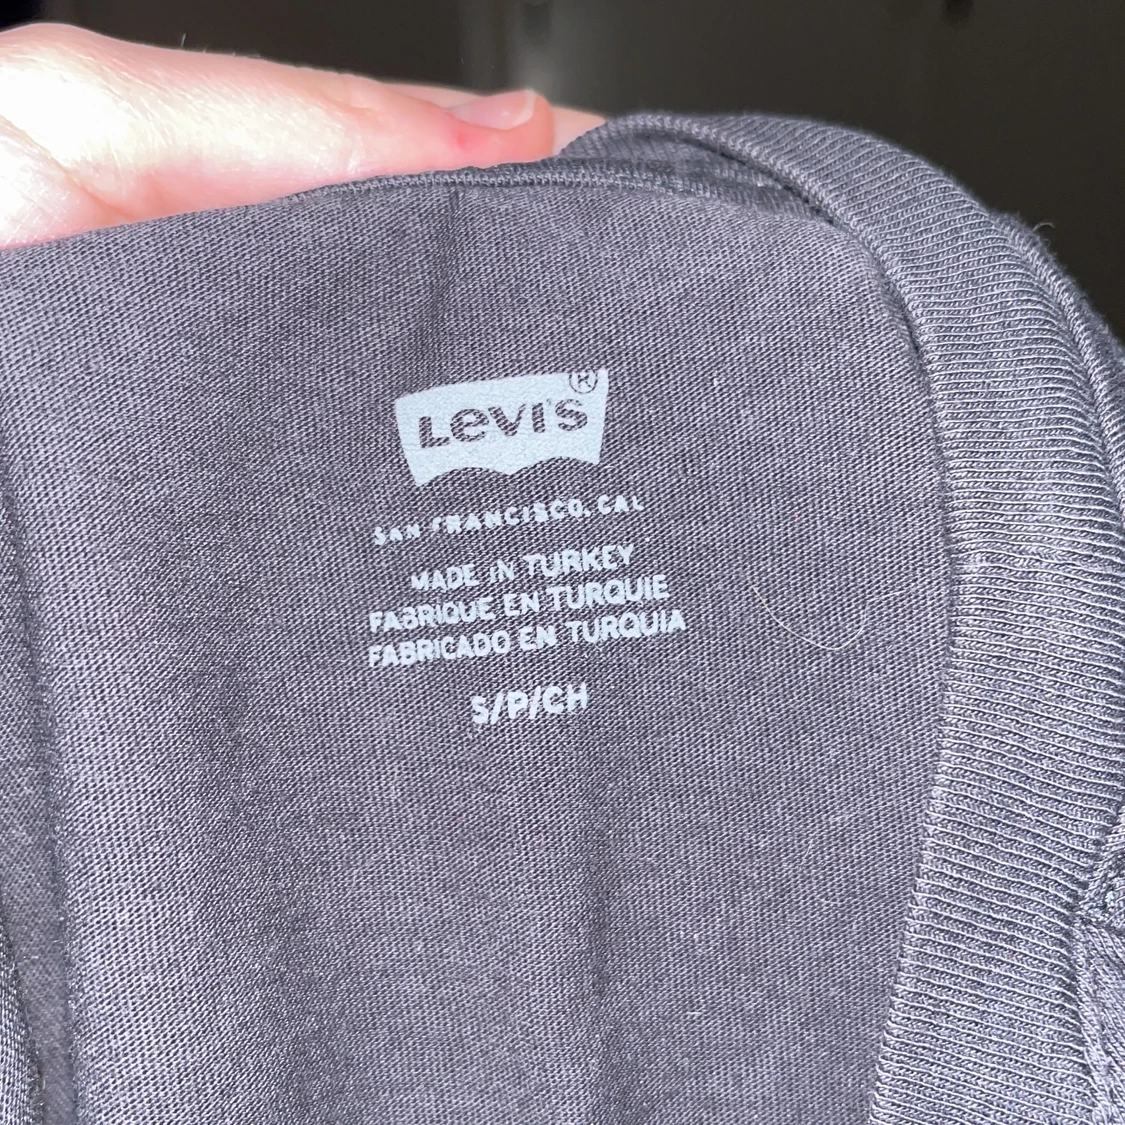 Levi's ®
SAN FRANCISCO, CAL
MADE IN TURKEY
FABRIQUE EN TURQUIE
FABRICADO EN TURQUIA
S/P/CH